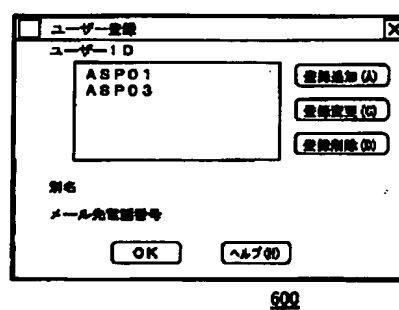 ユーザー登録
ユーザーID
ASP01
ASP03
登録追加(A)
登録変更(C)
登録削除(D)
別名
メール先電話番号
OK
ヘルプ(H)
600